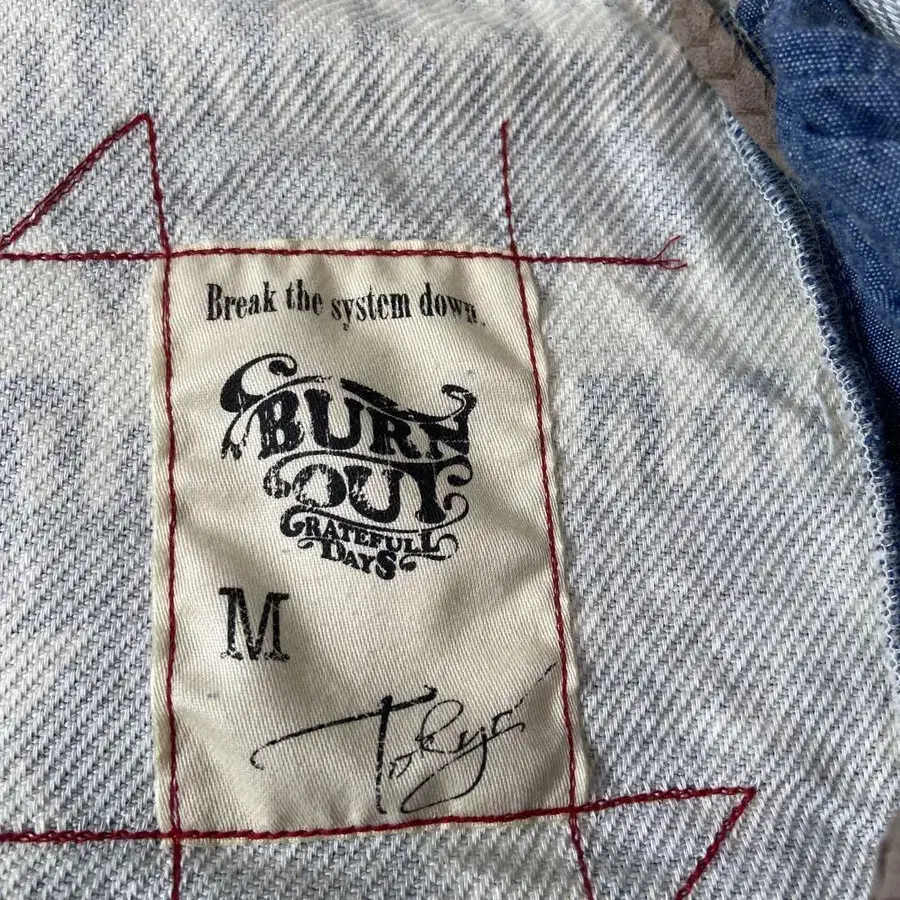 Break the system down.
BURN
OUT
GRATEFULL
DAYS
M
Tokyo